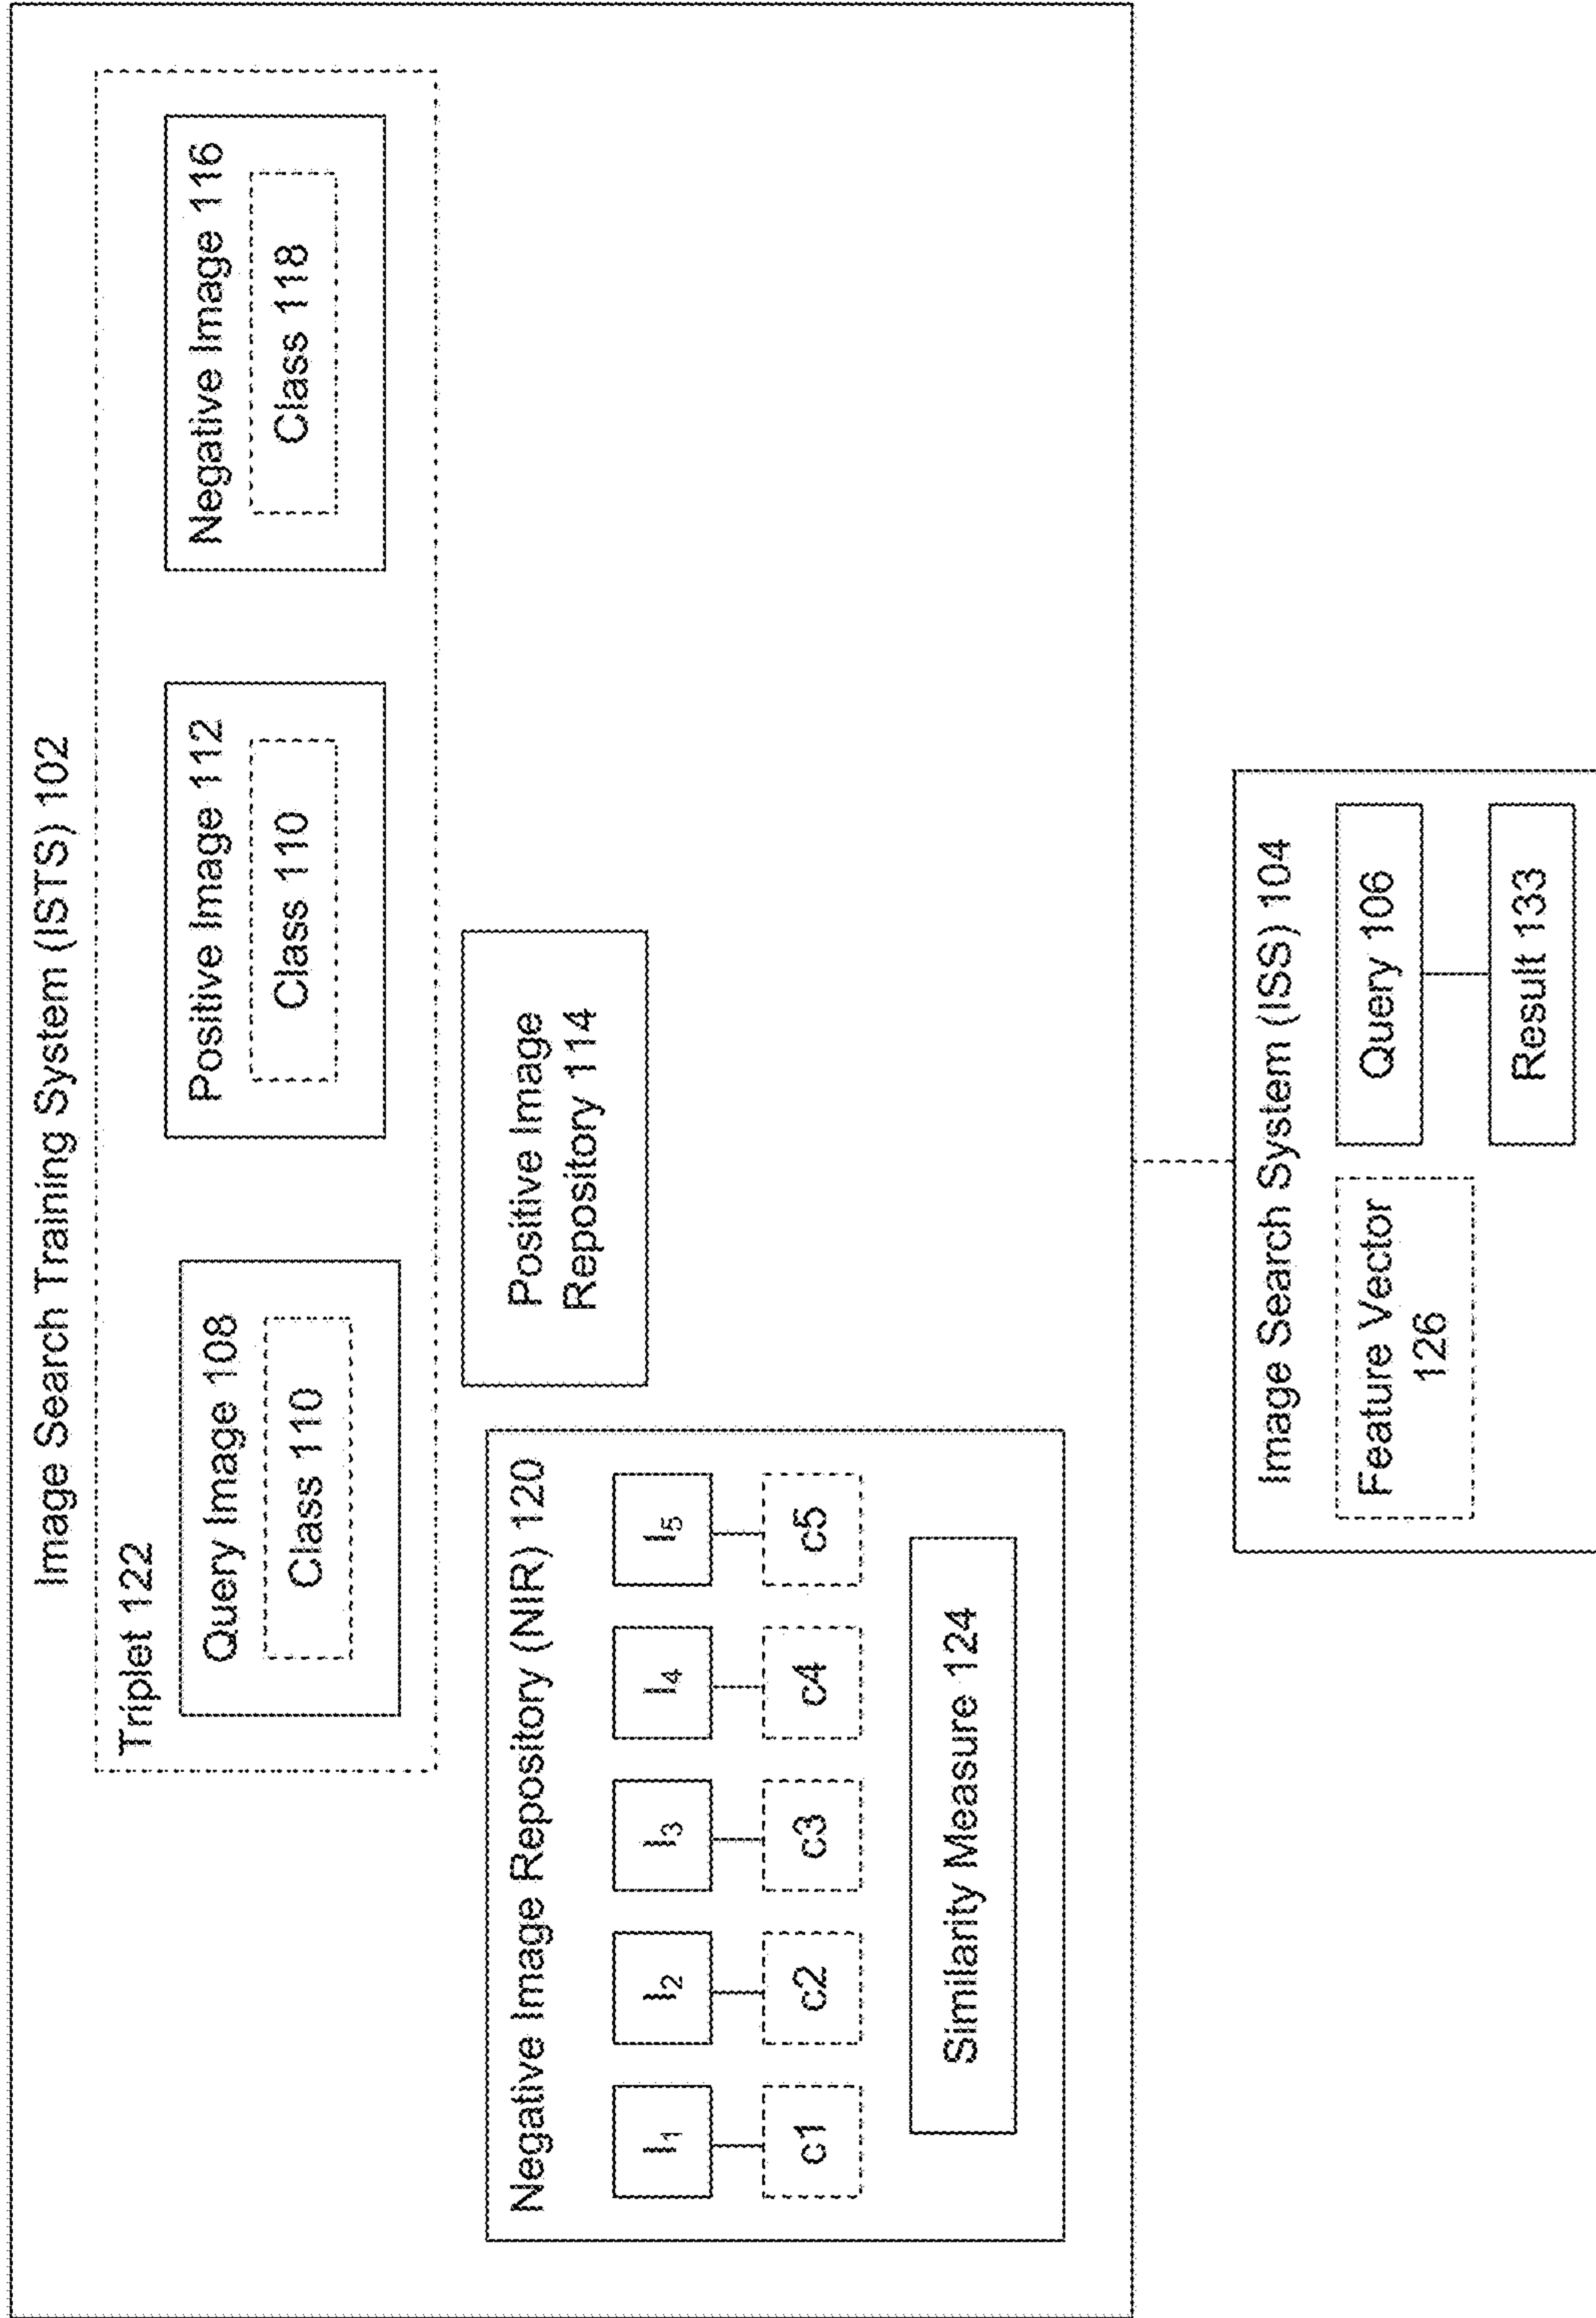 Image Search Training System (ISTS) 102
Triplet 122
Query Image 108
Class 110
Positive Image 112
Class 110
Negative Image 116
Class 118
Negative Image Repository (NIR) 120
I₁
I₂
I₃
I₄
I₅
c1
c2
c3
c4
c5
Similarity Measure 124
Positive Image
Repository 114
Image Search System (ISS) 104
Feature Vector
126
Query 106
Result 133